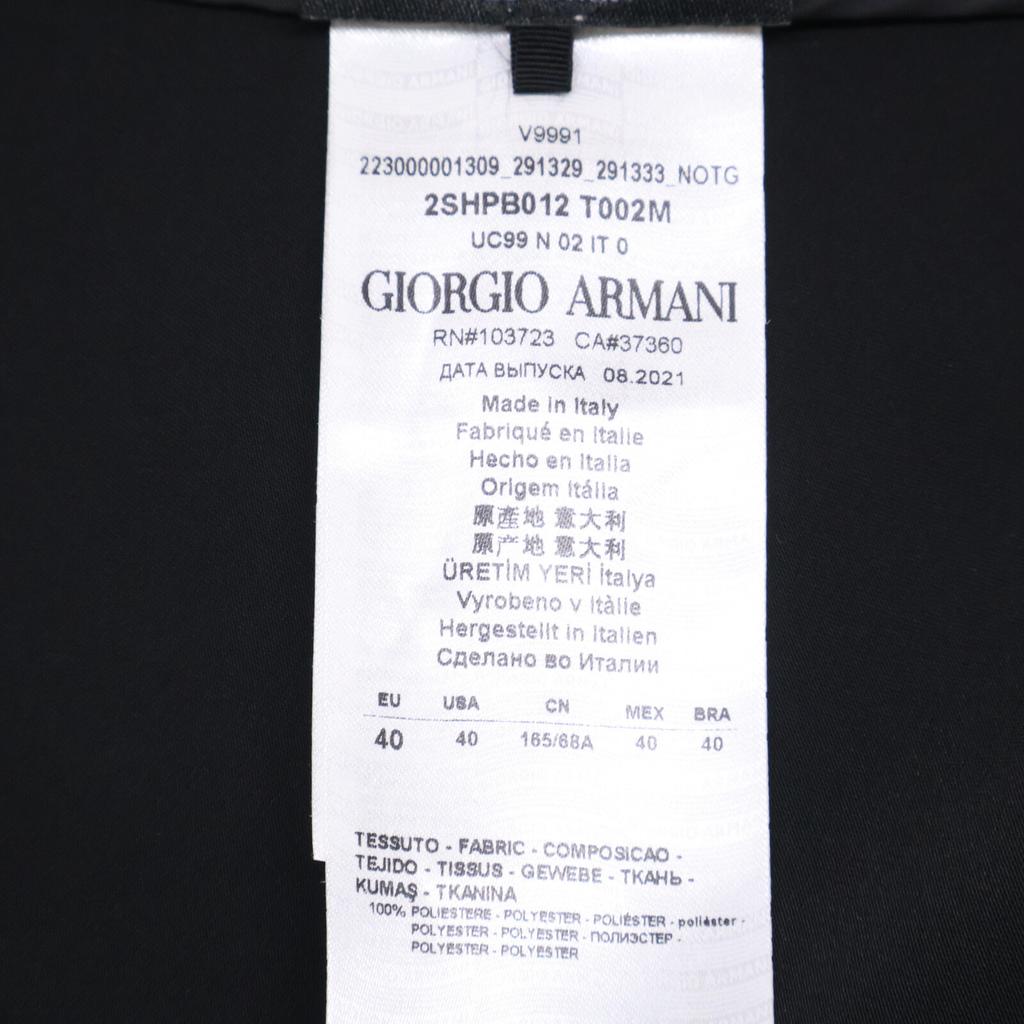 V9991
223000001309_291329_291333_NOTG
2SHPB012 T002M
UC99 N 02 IT 0
GIORGIO ARMANI
RN#103723 CA#37360
ДАТА ВЫПУСКА 08.2021
Made in Italy
Fabriqué en Italie
Hecho en Italia
Origem Itália
原產地 意大利
原产地 意大利
ÜRETİM YERİ İtalya
Vyrobeno v Itàlie
Hergestellt in Italien
Сделано во Италии
EU USA CN MEX BRA
40 40 165/68A 40 40
TESSUTO - FABRIC - COMPOSICAO -
TEJIDO - TISSUS - GEWEBE - ТКАНЬ -
KUMAŞ - TKANINA
100% POLIESTERE - POLYESTER - POLIÉSTER - poliéster -
POLYESTER - POLYESTER - ПОЛИЭСТЕР -
POLYESTER - POLYESTER